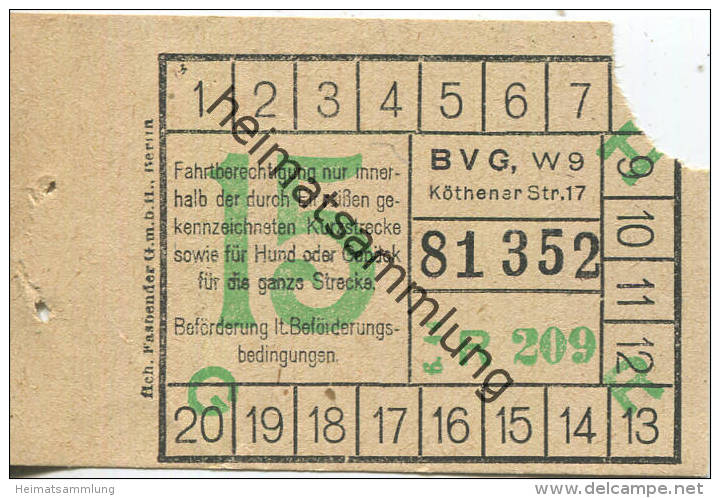 1 2 3 4 5 6 7
Fahrtberechtigung nur inner-
halb der durch Einreißen ge-
kennzeichneten Kurzstrecke
sowie für Hund oder Gepäck
für die ganze Strecke.
Beförderung lt. Beförderungs-
bedingungen.
15
BVG, W9
Köthener Str.17
81 352
209
9
10
11
12
20 19 18 17 16 15 14 13
G
Fasbender G.m.b.H., Berlin
heimatsammlung
Heimatsammlung
www.delcampe.net